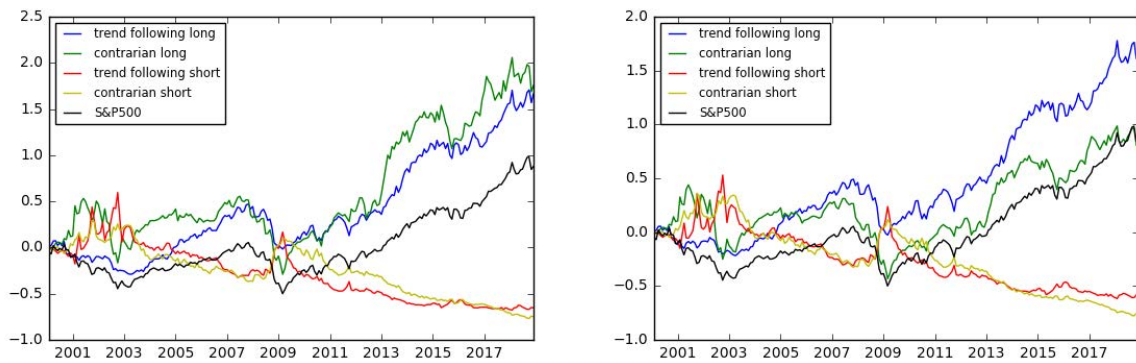 2.5
2.0
1.5
1.0
0.5
0.0
−0.5
−1.0
trend following long
contrarian long
trend following short
contrarian short
S&P500
2001 2003 2005 2007 2009 2011 2013 2015 2017
2.0
1.5
1.0
0.5
0.0
−0.5
−1.0
trend following long
contrarian long
trend following short
contrarian short
S&P500
2001 2003 2005 2007 2009 2011 2013 2015 2017